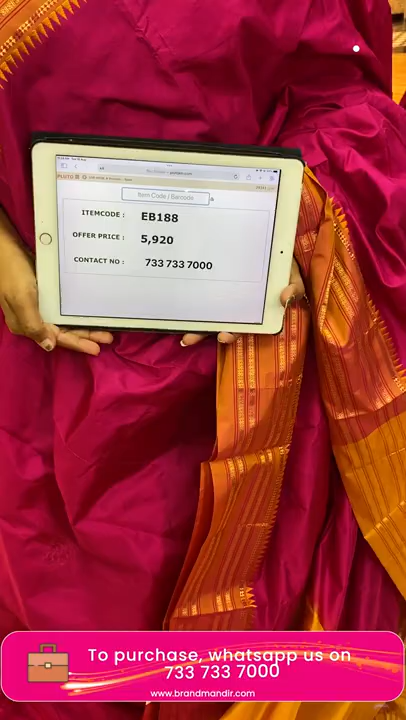 Item Code / Barcode
ITEMCODE : EB188
OFFER PRICE : 5,920
CONTACT NO : 733 733 7000
To purchase, whatsapp us on
733 733 7000
www.brandmandir.com